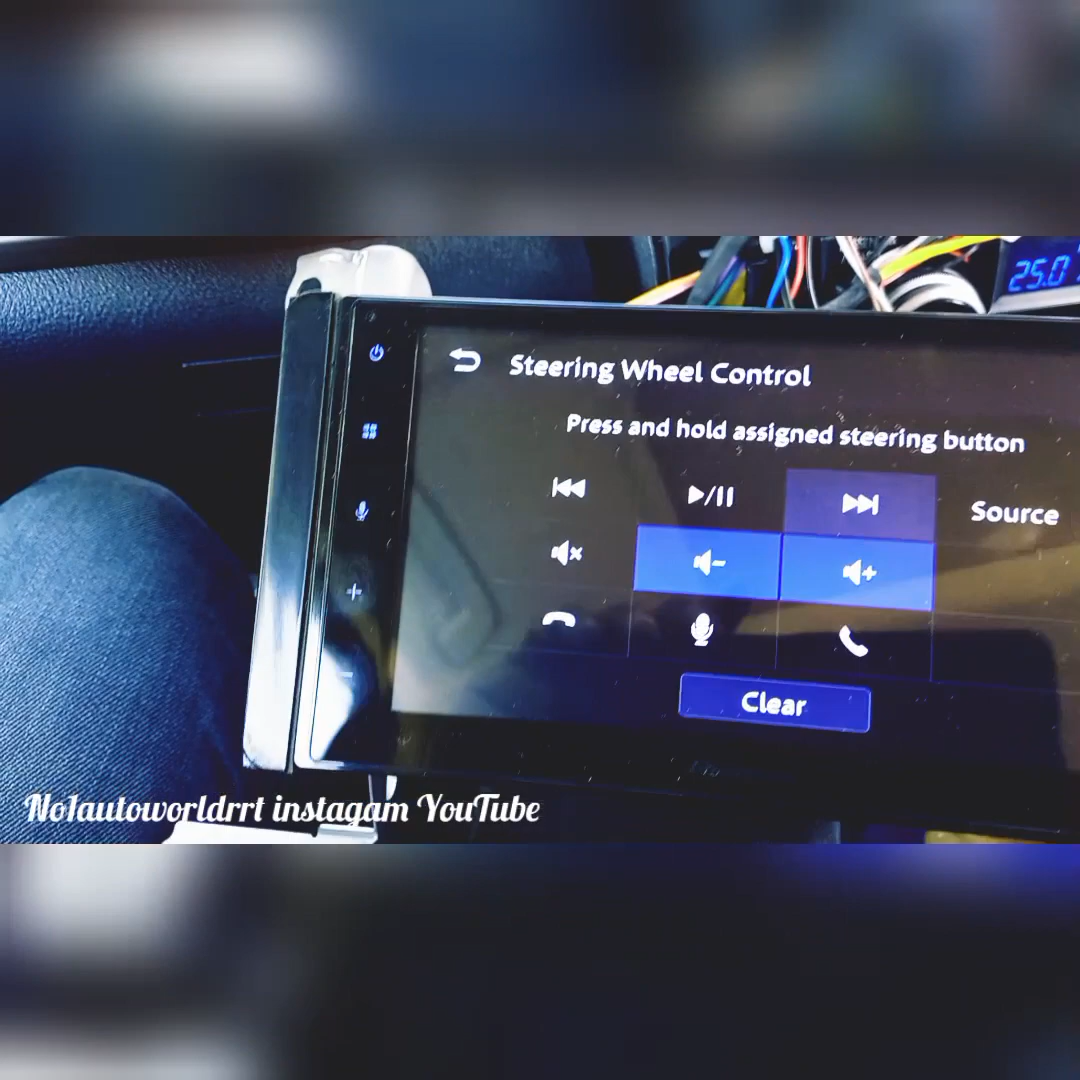 25.0
Steering Wheel Control
Press and hold assigned steering button
Source
Clear
No1autoworldrrt instagam YouTube